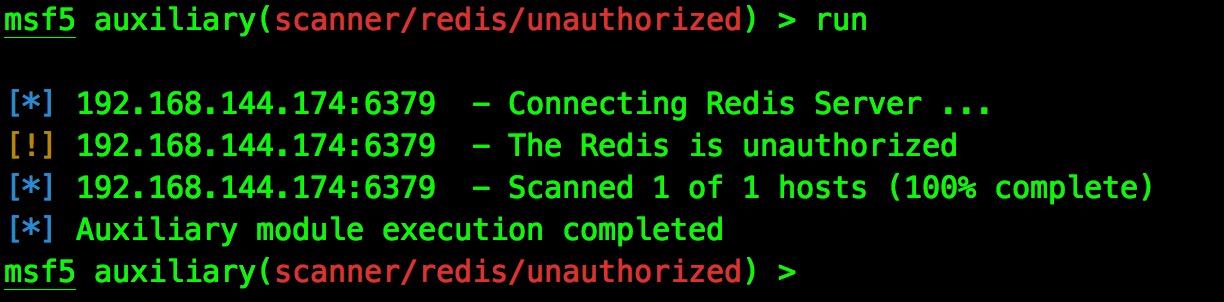 msf5 auxiliary(scanner/redis/unauthorized) > run
[*] 192.168.144.174:6379  - Connecting Redis Server ...
[!] 192.168.144.174:6379  - The Redis is unauthorized
[*] 192.168.144.174:6379  - Scanned 1 of 1 hosts (100% complete)
[*] Auxiliary module execution completed
msf5 auxiliary(scanner/redis/unauthorized) >